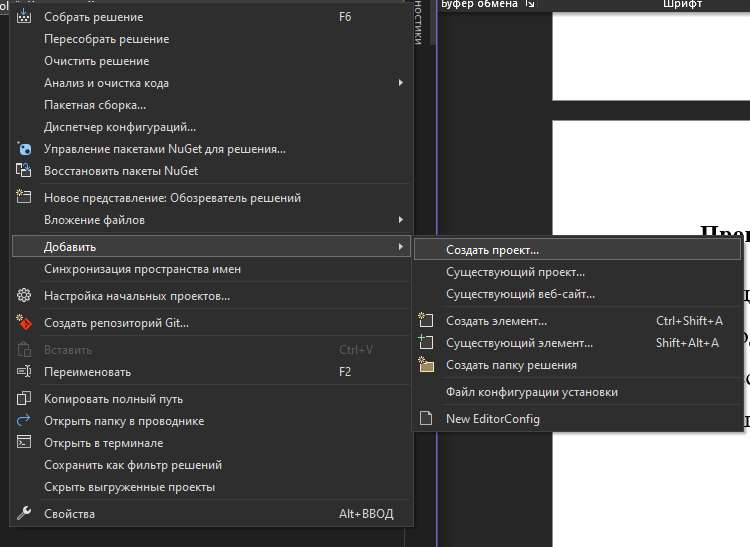 Буфер обмена
Шрифт
ности­ки
Собрать решение F6
Пересобрать решение
Очистить решение
Анализ и очистка кода
Пакетная сборка...
Диспетчер конфигураций...
Управление пакетами NuGet для решения...
Восстановить пакеты NuGet
Новое представление: Обозреватель решений
Вложение файлов
Добавить
Синхронизация пространства имен
Настройка начальных проектов...
Создать репозиторий Git...
Вставить Ctrl+V
Переименовать F2
Копировать полный путь
Открыть папку в проводнике
Открыть в терминале
Сохранить как фильтр решений
Скрыть выгруженные проекты
Свойства Alt+ВВОД
Создать проект...
Существующий проект...
Существующий веб-сайт...
Создать элемент... Ctrl+Shift+A
Существующий элемент... Shift+Alt+A
Создать папку решения
Файл конфигурации установки
New EditorConfig